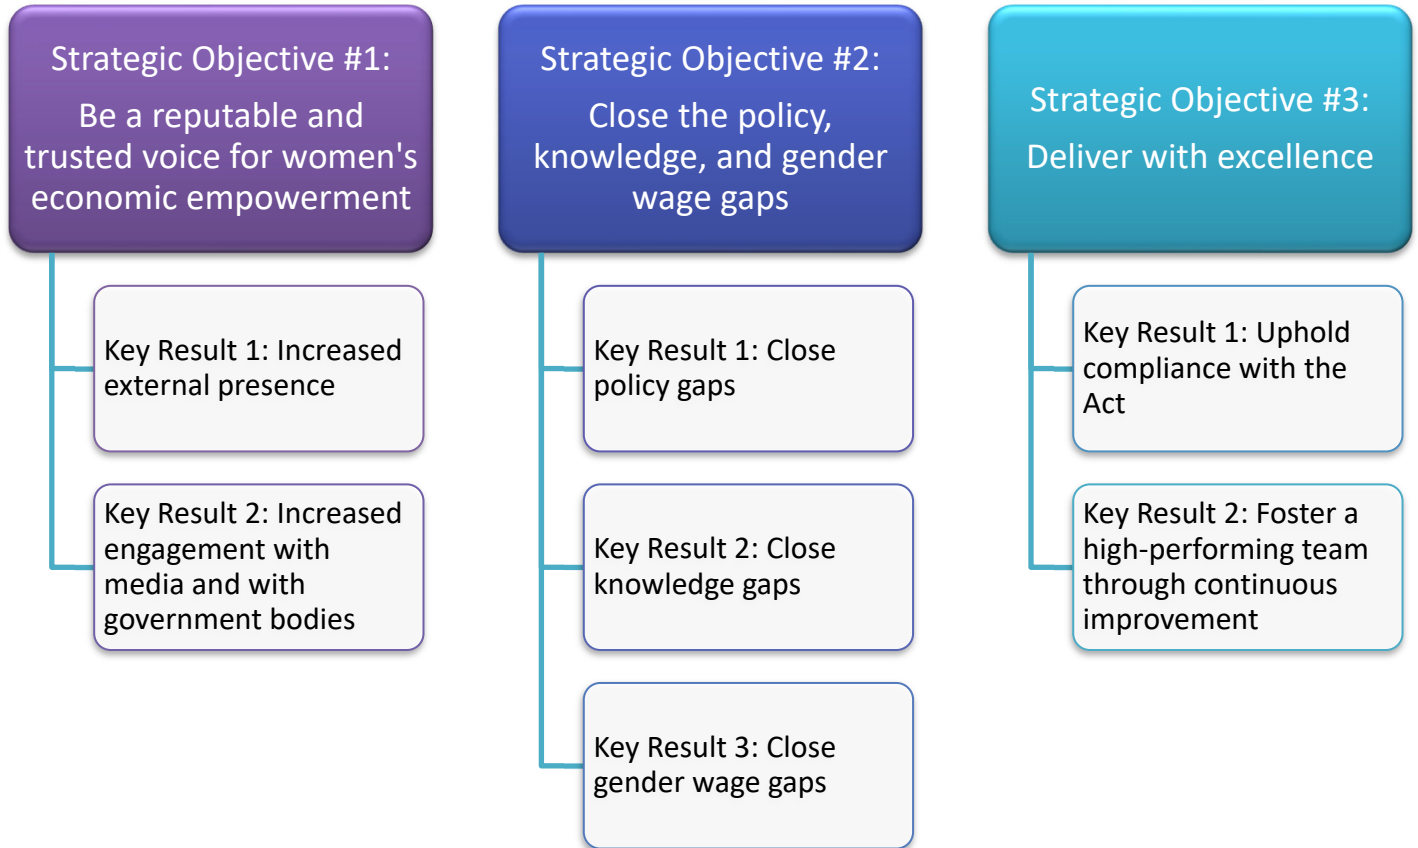 Strategic Objective #1:
Be a reputable and
trusted voice for women's
economic empowerment
Key Result 1: Increased
external presence
Key Result 2: Increased
engagement with
media and with
government bodies
Strategic Objective #2:
Close the policy,
knowledge, and gender
wage gaps
Key Result 1: Close
policy gaps
Key Result 2: Close
knowledge gaps
Key Result 3: Close
gender wage gaps
Strategic Objective #3:
Deliver with excellence
Key Result 1: Uphold
compliance with the
Act
Key Result 2: Foster a
high-performing team
through continuous
improvement